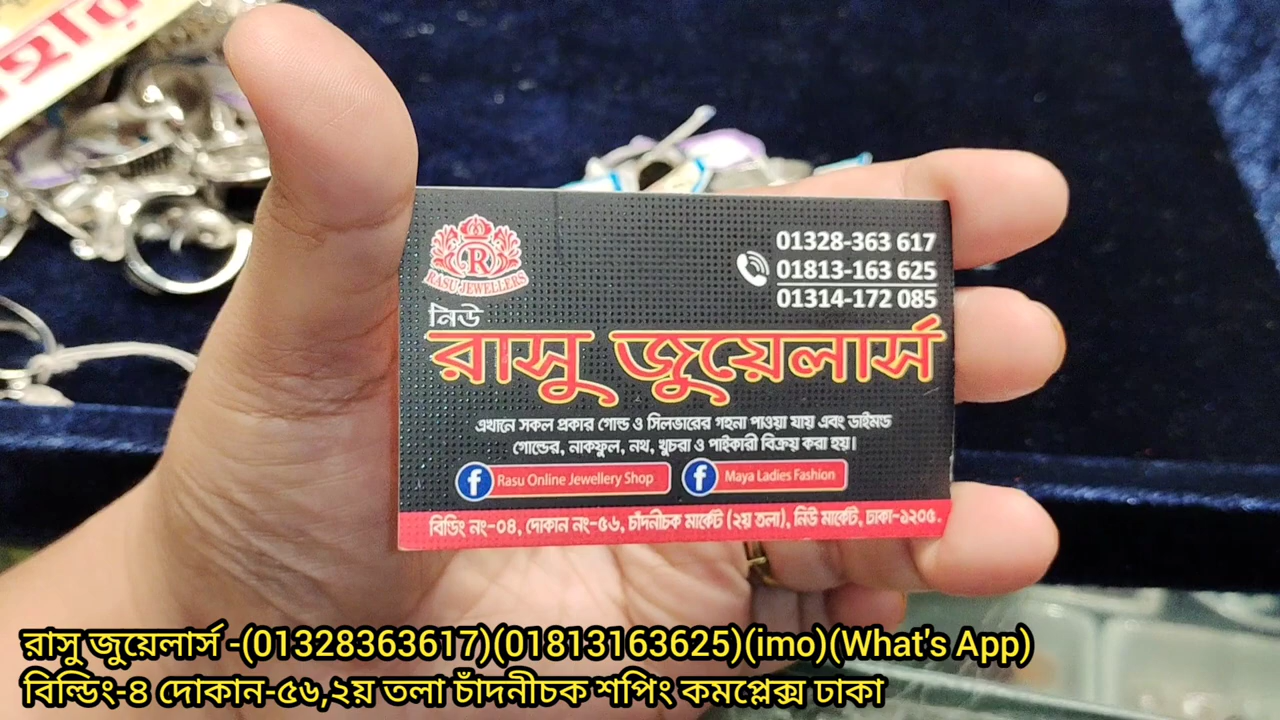 হার
R
RASU JEWELLERS
01328-363 617
01813-163 625
01314-172 085
নিউ
রাসু জুয়েলার্স
এখানে সকল প্রকার গোল্ড ও সিলভারের গহনা পাওয়া যায় এবং ডাইমন্ড
গোল্ডের, নাকফুল, নথ, খুচরা ও পাইকারী বিক্রয় করা হয়।
f Rasu Online Jewellery Shop f Maya Ladies Fashion
বিল্ডিং নং-০৪, দোকান নং-৫৬, চাঁদনীচক মার্কেট (২য় তলা), নিউ মার্কেট, ঢাকা-১২০৫.
রাসু জুয়েলার্স -(01328363617)(01813163625)(imo)(What's App)
বিল্ডিং-৪ দোকান-৫৬,২য় তলা চাঁদনীচক শপিং কমপ্লেক্স ঢাকা